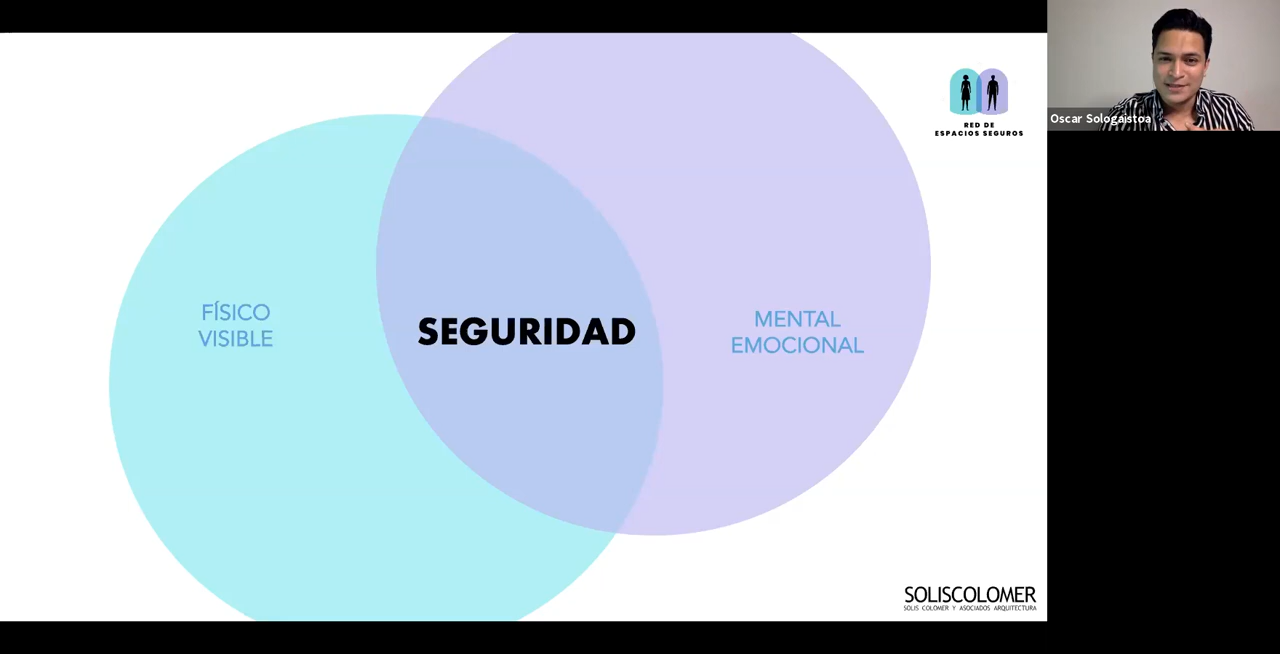 RED DE
ESPACIOS SEGUROS
Oscar Sologaistoa
FÍSICO
VISIBLE
SEGURIDAD
MENTAL
EMOCIONAL
SOLISCOLOMER
SOLIS COLOMER Y ASOCIADOS ARQUITECTURA